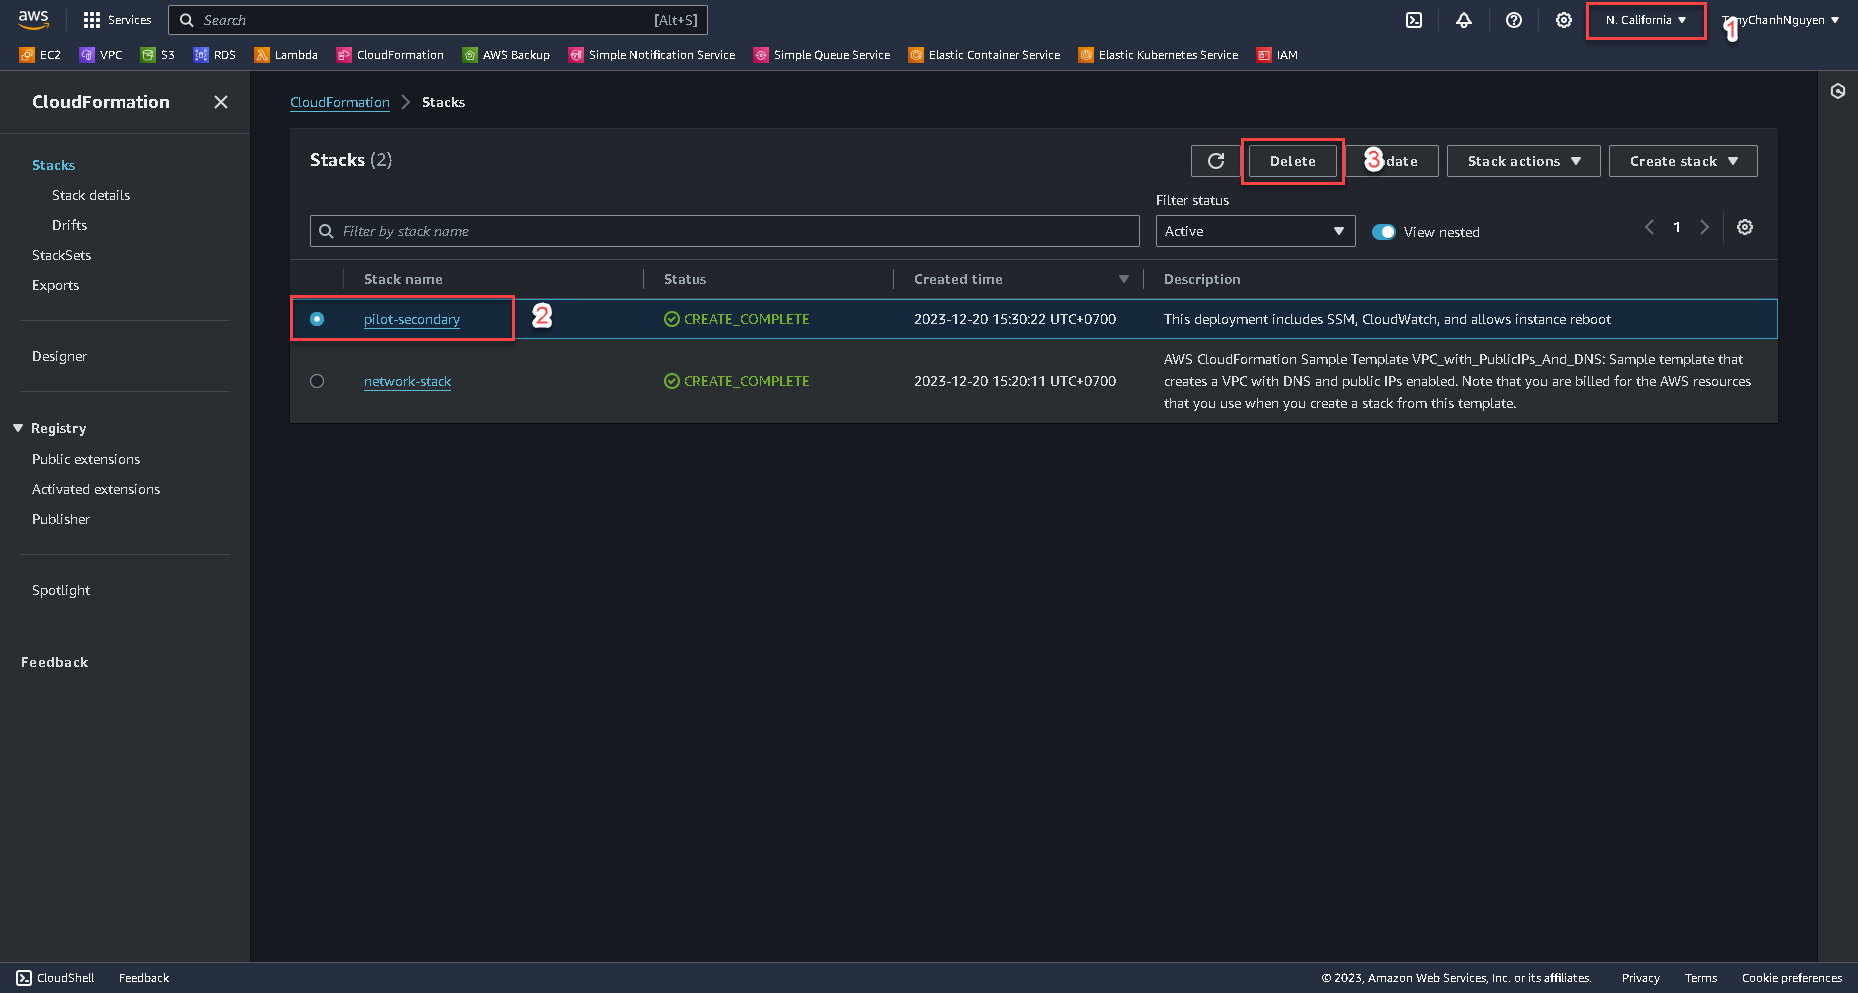 aws
Services
Search [Alt+S]
N. California
1
nyChanhNguyen
EC2 VPC S3 RDS Lambda CloudFormation AWS Backup Simple Notification Service Simple Queue Service Elastic Container Service Elastic Kubernetes Service IAM
CloudFormation
CloudFormation > Stacks
Stacks
Stack details
Drifts
StackSets
Exports
Designer
Registry
Public extensions
Activated extensions
Publisher
Spotlight
Feedback
Stacks (2)
Delete
3
date
Stack actions
Create stack
Filter status
Filter by stack name
Active
View nested
1
Stack name Status Created time Description
pilot-secondary 2 CREATE_COMPLETE 2023-12-20 15:30:22 UTC+0700 This deployment includes SSM, CloudWatch, and allows instance reboot
network-stack CREATE_COMPLETE 2023-12-20 15:20:11 UTC+0700 AWS CloudFormation Sample Template VPC_with_PublicIPs_And_DNS: Sample template that
creates a VPC with DNS and public IPs enabled. Note that you are billed for the AWS resources
that you use when you create a stack from this template.
CloudShell Feedback © 2023, Amazon Web Services, Inc. or its affiliates. Privacy Terms Cookie preferences